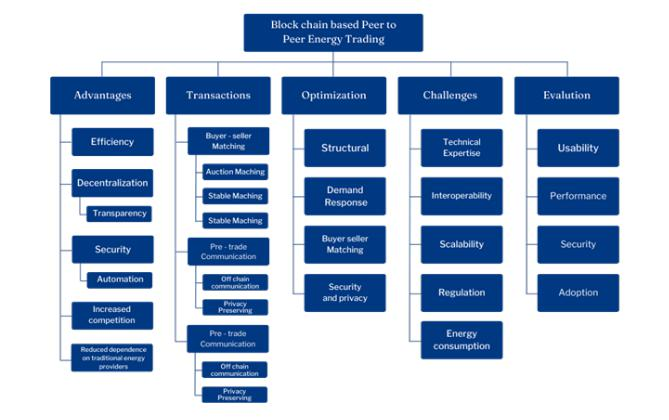 Block chain based Peer to
Peer Energy Trading
Advantages
Transactions
Optimization
Challenges
Evalution
Efficiency
Decentralization
Transparency
Security
Automation
Increased
competition
Reduced dependence
on traditional energy
providers
Buyer - seller
Matching
Auction Maching
Stable Maching
Stable Maching
Pre - trade
Communication
Off chain
communication
Privacy
Preserving
Pre - trade
Communication
Off chain
communication
Privacy
Preserving
Structural
Demand
Response
Buyer seller
Matching
Security
and privacy
Technical
Expertise
Interoperability
Scalability
Regulation
Energy
consumption
Usability
Performance
Security
Adoption